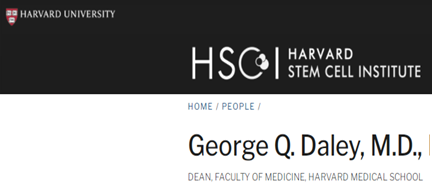 HARVARD UNIVERSITY
HSCI HARVARD
STEM CELL INSTITUTE
HOME / PEOPLE /
George Q. Daley, M.D.,
DEAN, FACULTY OF MEDICINE, HARVARD MEDICAL SCHOOL